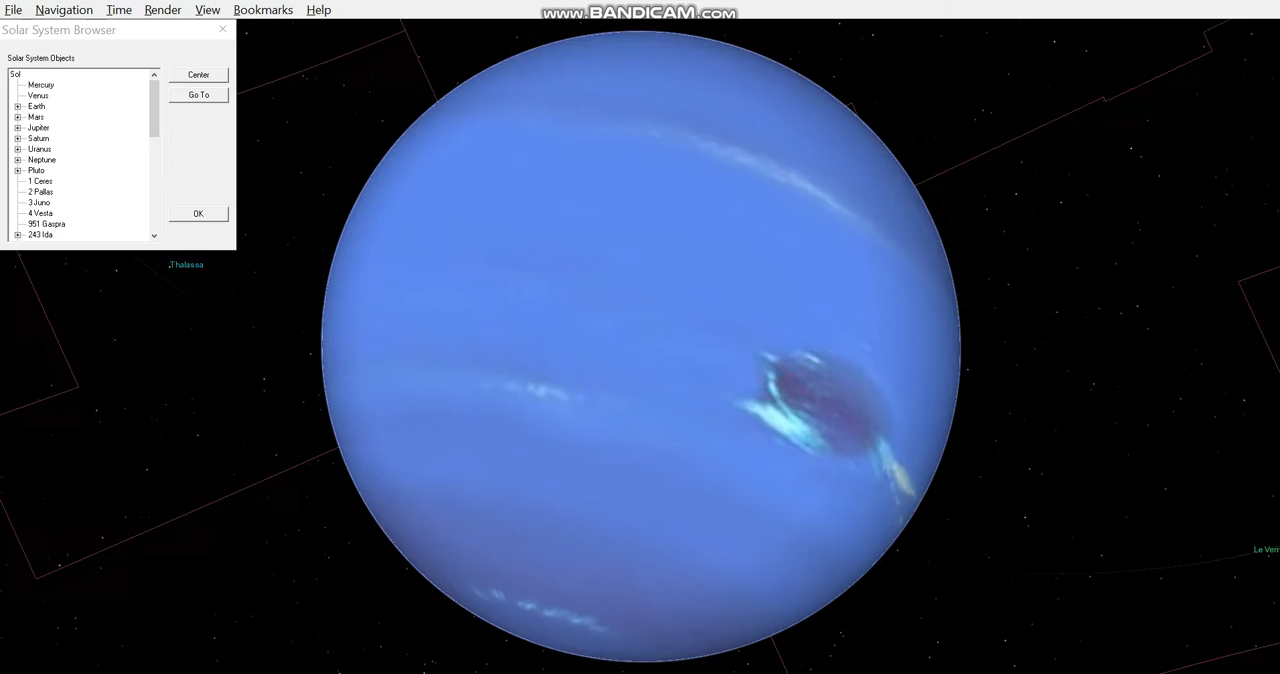 File Navigation Time Render View Bookmarks Help
www.BANDICAM.com
Solar System Browser
Solar System Objects
Sol
Mercury
Venus
Earth
Mars
Jupiter
Saturn
Uranus
Neptune
Pluto
1 Ceres
2 Pallas
3 Juno
4 Vesta
951 Gaspra
243 Ida
Center
Go To
OK
Thalassa
Le Verr